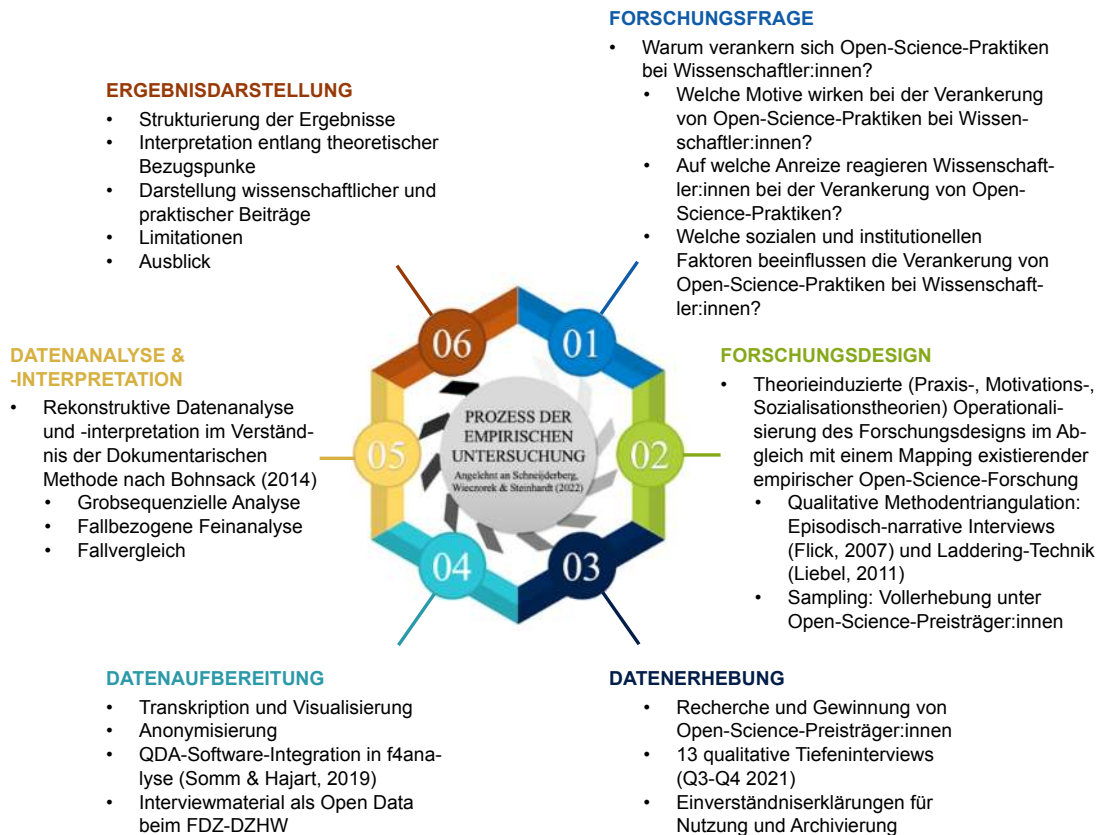 FORSCHUNGSFRAGE
• Warum verankern sich Open-Science-Praktiken
bei Wissenschaftler:innen?
• Welche Motive wirken bei der Verankerung
von Open-Science-Praktiken bei Wissen-
schaftler:innen?
• Auf welche Anreize reagieren Wissenschaft-
ler:innen bei der Verankerung von Open-
Science-Praktiken?
• Welche sozialen und institutionellen
Faktoren beeinflussen die Verankerung von
Open-Science-Praktiken bei Wissenschaft-
ler:innen?
ERGEBNISDARSTELLUNG
• Strukturierung der Ergebnisse
• Interpretation entlang theoretischer
Bezugspunke
• Darstellung wissenschaftlicher und
praktischer Beiträge
• Limitationen
• Ausblick
06
01
DATENANALYSE &
-INTERPRETATION
• Rekonstruktive Datenanalyse
und -interpretation im Verständ-
nis der Dokumentarischen
Methode nach Bohnsack (2014)
• Grobsequenzielle Analyse
• Fallbezogene Feinanalyse
• Fallvergleich
05
PROZESS DER
EMPIRISCHEN
UNTERSUCHUNG
Angelehnt an Schneijderberg,
Wieczorek & Steinhardt (2022)
02
FORSCHUNGSDESIGN
• Theorieinduzierte (Praxis-, Motivations-,
Sozialisationstheorien) Operationali-
sierung des Forschungsdesigns im Ab-
gleich mit einem Mapping existierender
empirischer Open-Science-Forschung
• Qualitative Methodentriangulation:
Episodisch-narrative Interviews
(Flick, 2007) und Laddering-Technik
(Liebel, 2011)
• Sampling: Vollerhebung unter
Open-Science-Preisträger:innen
04
03
DATENAUFBEREITUNG
• Transkription und Visualisierung
• Anonymisierung
• QDA-Software-Integration in f4ana-
lyse (Somm & Hajart, 2019)
• Interviewmaterial als Open Data
beim FDZ-DZHW
DATENERHEBUNG
• Recherche und Gewinnung von
Open-Science-Preisträger:innen
• 13 qualitative Tiefeninterviews
(Q3-Q4 2021)
• Einverständniserklärungen für
Nutzung und Archivierung